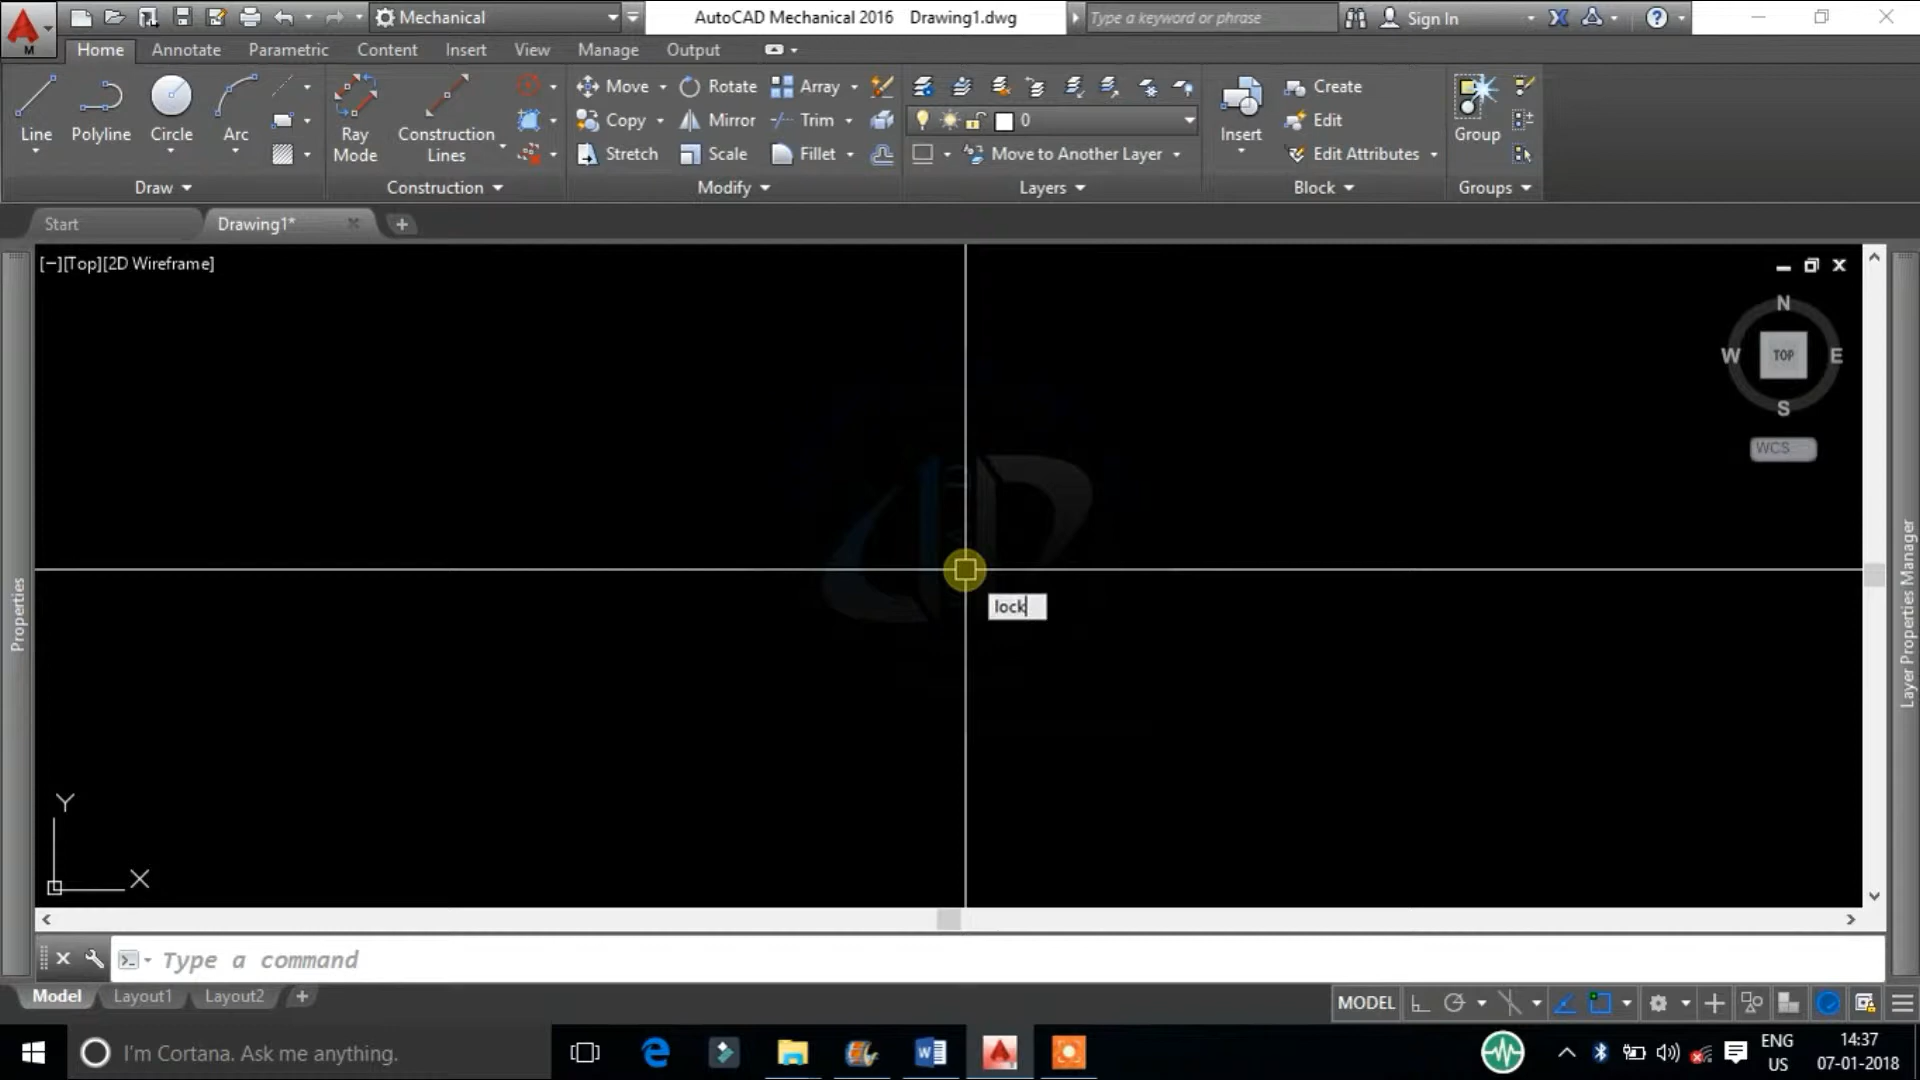 Mechanical
AutoCAD Mechanical 2016 Drawing1.dwg
Type a keyword or phrase
Sign In
M
Home Annotate Parametric Content Insert View Manage Output
Line Polyline Circle Arc
Ray Mode
Construction Lines
Move Rotate Array
Copy Mirror Trim
Stretch Scale Fillet
0
Move to Another Layer
Insert
Create
Edit
Edit Attributes
Group
Draw Construction Modify Layers Block Groups
Start Drawing1*
[−][Top][2D Wireframe]
N
W TOP E
S
WCS
lock
Properties
Layer Properties Manager
Y
X
Type a command
Model Layout1 Layout2
MODEL
I'm Cortana. Ask me anything.
ENG
US
14:37
07-01-2018